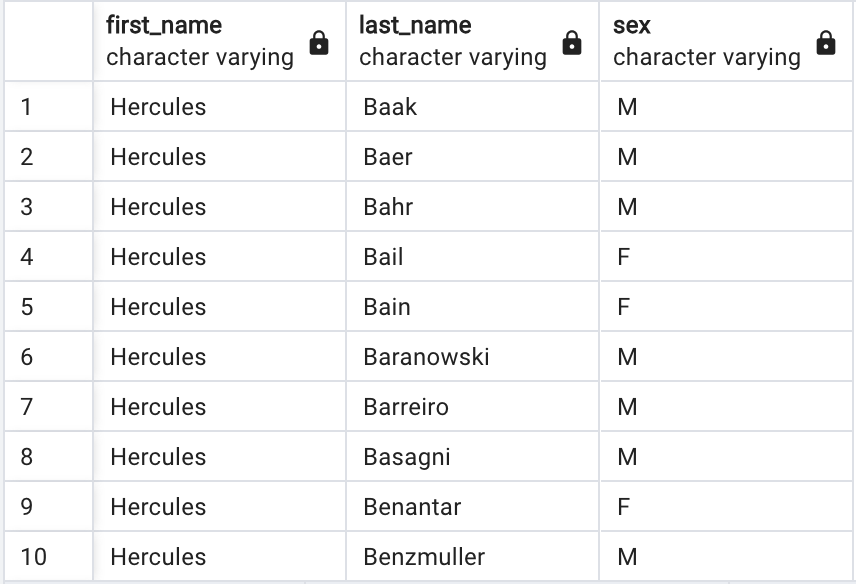 first_name last_name sex
character varying character varying character varying
1 Hercules Baak M
2 Hercules Baer M
3 Hercules Bahr M
4 Hercules Bail F
5 Hercules Bain F
6 Hercules Baranowski M
7 Hercules Barreiro M
8 Hercules Basagni M
9 Hercules Benantar F
10 Hercules Benzmuller M